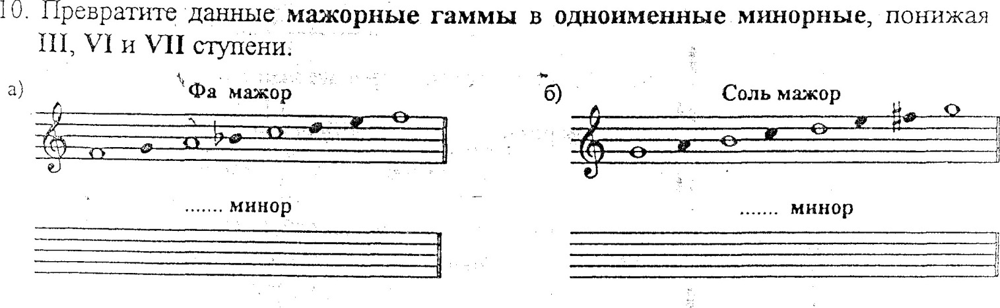 10. Превратите данные мажорные гаммы в одноименные минорные, понижая
III, VI и VII ступени.
а) Фа мажор
б) Соль мажор
....... минор
....... минор